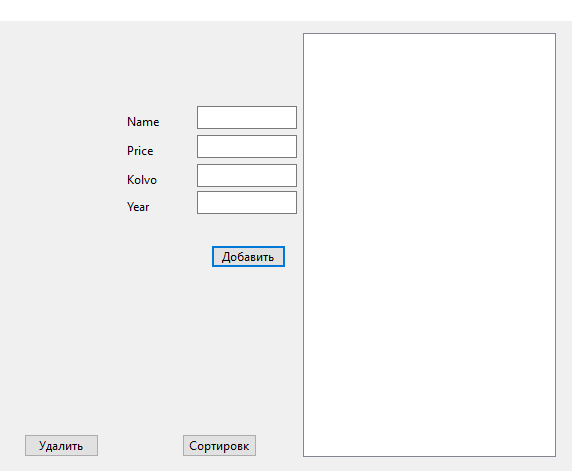 Name
Price
Kolvo
Year
Добавить
Удалить
Сортировк